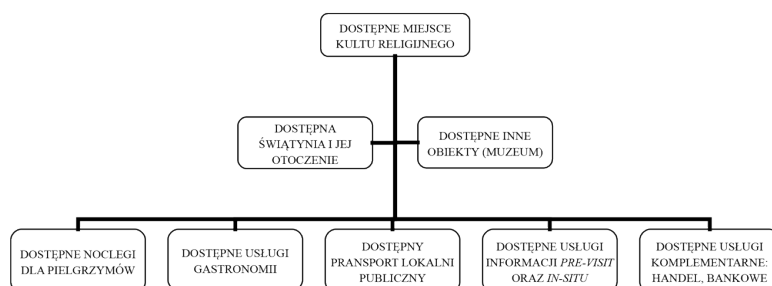 DOSTĘPNE MIEJSCE
KULTU RELIGIJNEGO
DOSTĘPNA
ŚWIĄTYNIA I JEJ
OTOCZENIE
DOSTĘPNE INNE
OBIEKTY (MUZEUM)
DOSTĘPNE NOCLEGI
DLA PIELGRZYMÓW
DOSTĘPNE USŁUGI
GASTRONOMII
DOSTĘPNY
PRANSPORT LOKALNI
PUBLICZNY
DOSTĘPNE USŁUGI
INFORMACJI PRE-VISIT
ORAZ IN-SITU
DOSTĘPNE USŁUGI
KOMPLEMENTARNE:
HANDEL, BANKOWE